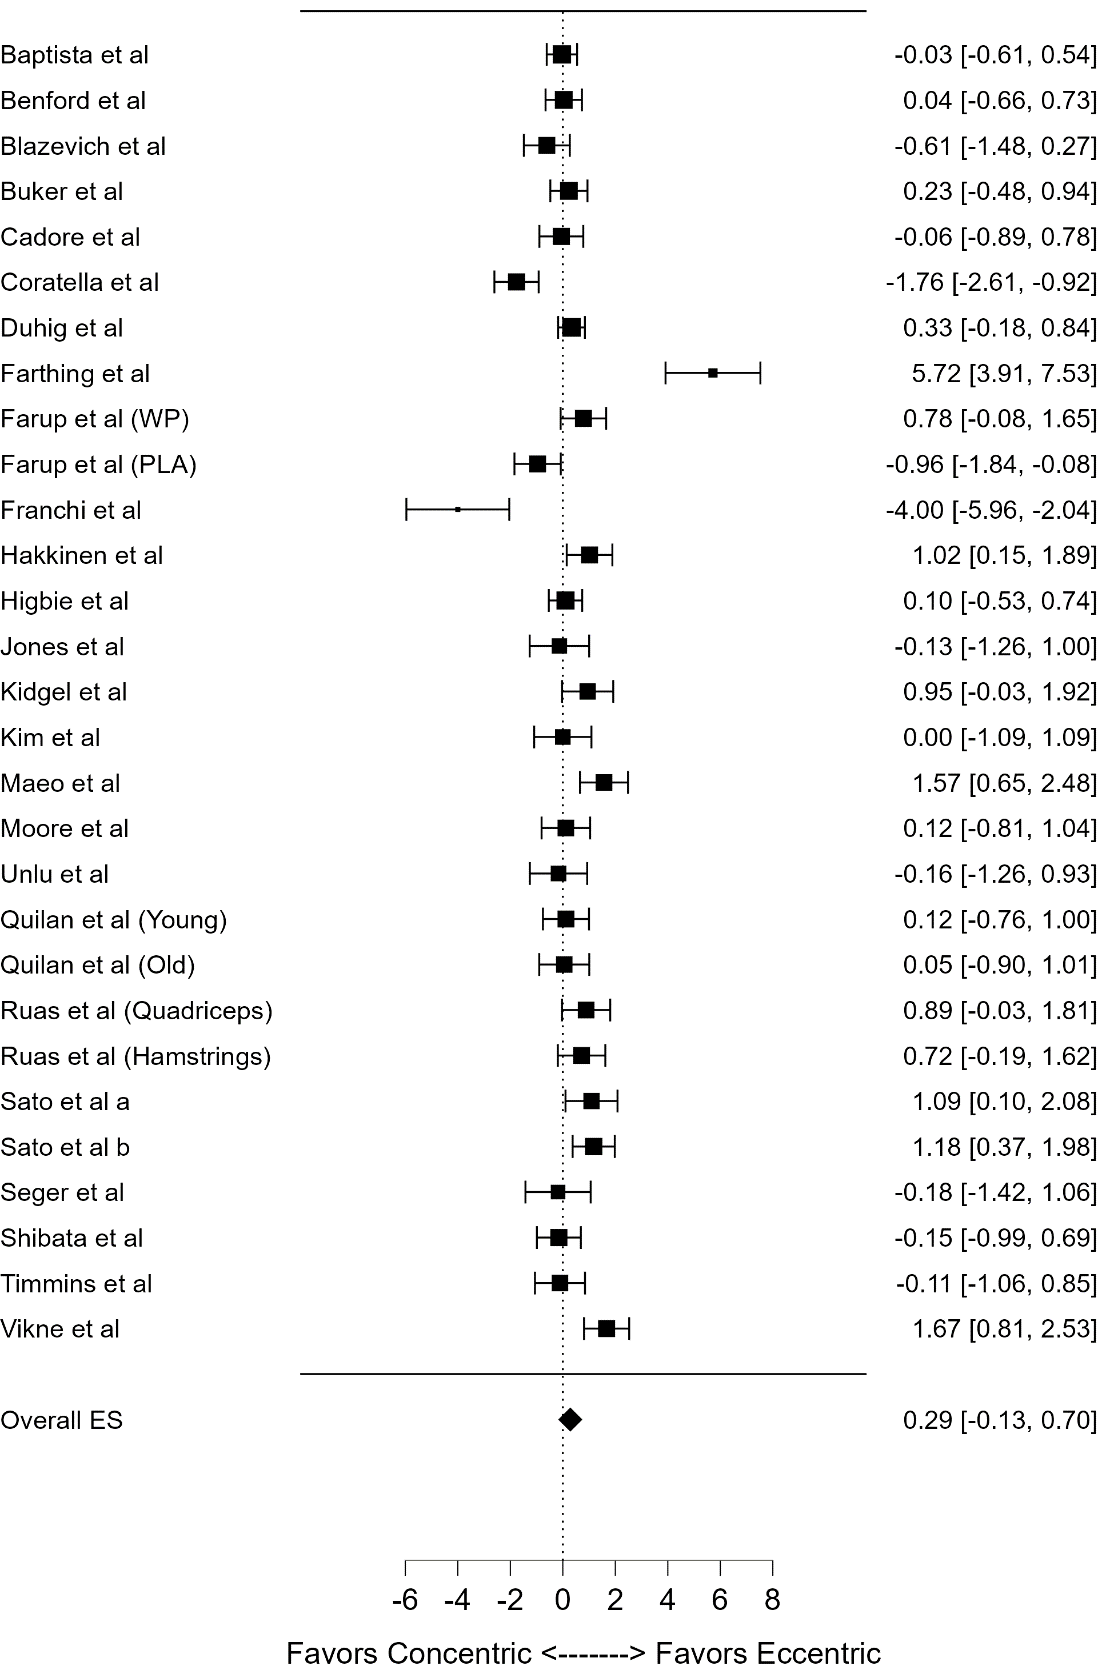 Baptista et al -0.03 [-0.61, 0.54]
Benford et al 0.04 [-0.66, 0.73]
Blazevich et al -0.61 [-1.48, 0.27]
Buker et al 0.23 [-0.48, 0.94]
Cadore et al -0.06 [-0.89, 0.78]
Coratella et al -1.76 [-2.61, -0.92]
Duhig et al 0.33 [-0.18, 0.84]
Farthing et al 5.72 [3.91, 7.53]
Farup et al (WP) 0.78 [-0.08, 1.65]
Farup et al (PLA) -0.96 [-1.84, -0.08]
Franchi et al -4.00 [-5.96, -2.04]
Hakkinen et al 1.02 [0.15, 1.89]
Higbie et al 0.10 [-0.53, 0.74]
Jones et al -0.13 [-1.26, 1.00]
Kidgel et al 0.95 [-0.03, 1.92]
Kim et al 0.00 [-1.09, 1.09]
Maeo et al 1.57 [0.65, 2.48]
Moore et al 0.12 [-0.81, 1.04]
Unlu et al -0.16 [-1.26, 0.93]
Quilan et al (Young) 0.12 [-0.76, 1.00]
Quilan et al (Old) 0.05 [-0.90, 1.01]
Ruas et al (Quadriceps) 0.89 [-0.03, 1.81]
Ruas et al (Hamstrings) 0.72 [-0.19, 1.62]
Sato et al a 1.09 [0.10, 2.08]
Sato et al b 1.18 [0.37, 1.98]
Seger et al -0.18 [-1.42, 1.06]
Shibata et al -0.15 [-0.99, 0.69]
Timmins et al -0.11 [-1.06, 0.85]
Vikne et al 1.67 [0.81, 2.53]
Overall ES 0.29 [-0.13, 0.70]
-6 -4 -2 0 2 4 6 8
Favors Concentric <-------> Favors Eccentric